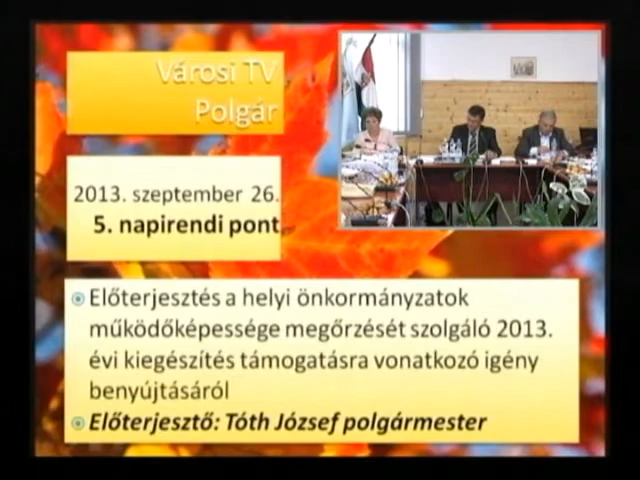 Városi TV
Polgár
2013. szeptember 26.
5. napirendi pont
Előterjesztés a helyi önkormányzatok
működőképessége megőrzését szolgáló 2013.
évi kiegészítés támogatásra vonatkozó igény
benyújtásáról
Előterjesztő: Tóth József polgármester